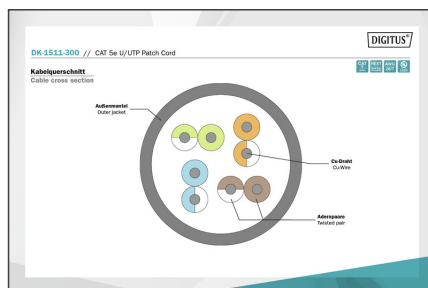 DIGITUS®
DK-1511-300 // CAT 5e U/UTP Patch Cord
Kabelquerschnitt
Cable cross section
Außenmantel
Outer jacket
Cu-Draht
Cu-Wire
Adernpaare
Twisted pair